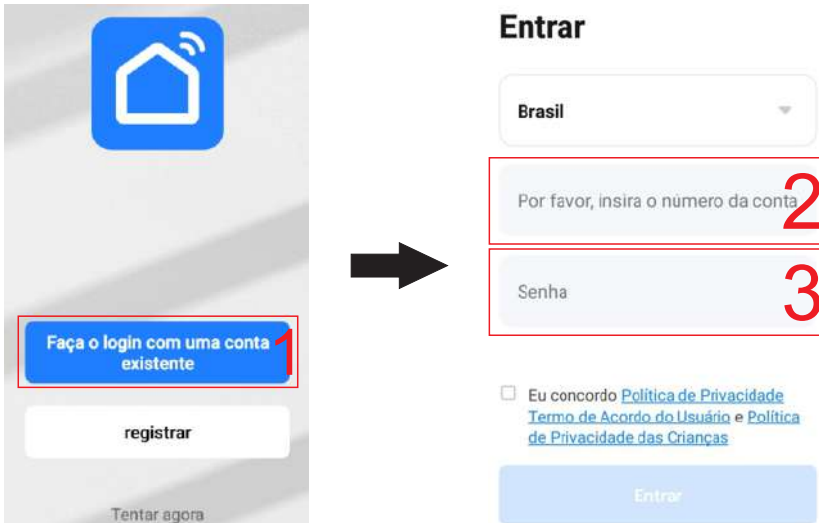 Faça o login com uma conta
existente
1
registrar
Tentar agora
Entrar
Brasil
Por favor, insira o número da conta
2
Senha
3
Eu concordo Política de Privacidade
Termo de Acordo do Usuário e Política
de Privacidade das Crianças
Entrar